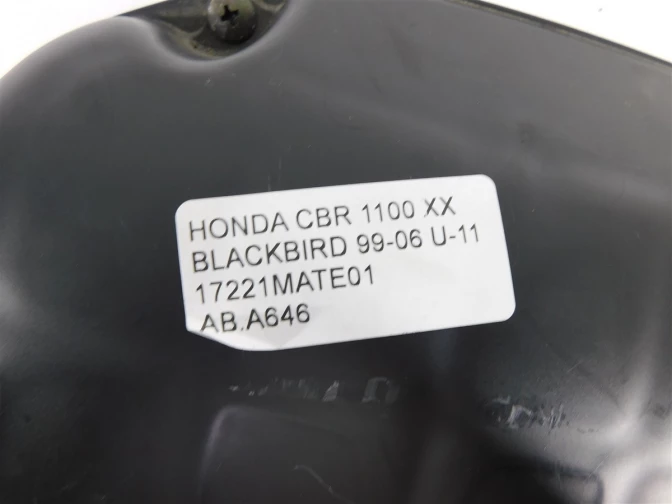 HONDA CBR 1100 XX
BLACKBIRD 99-06 U-11
17221MATE01
AB.A646